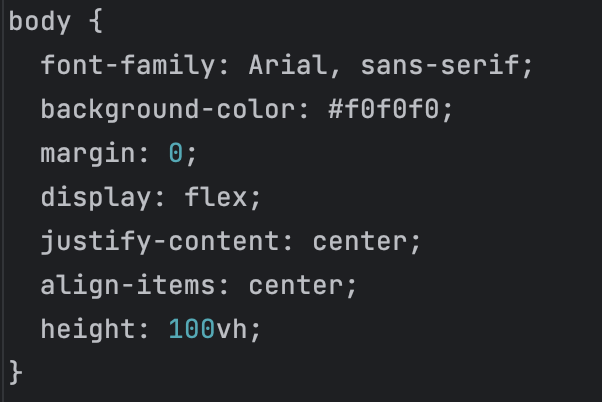 body {
  font-family: Arial, sans-serif;
  background-color: #f0f0f0;
  margin: 0;
  display: flex;
  justify-content: center;
  align-items: center;
  height: 100vh;
}